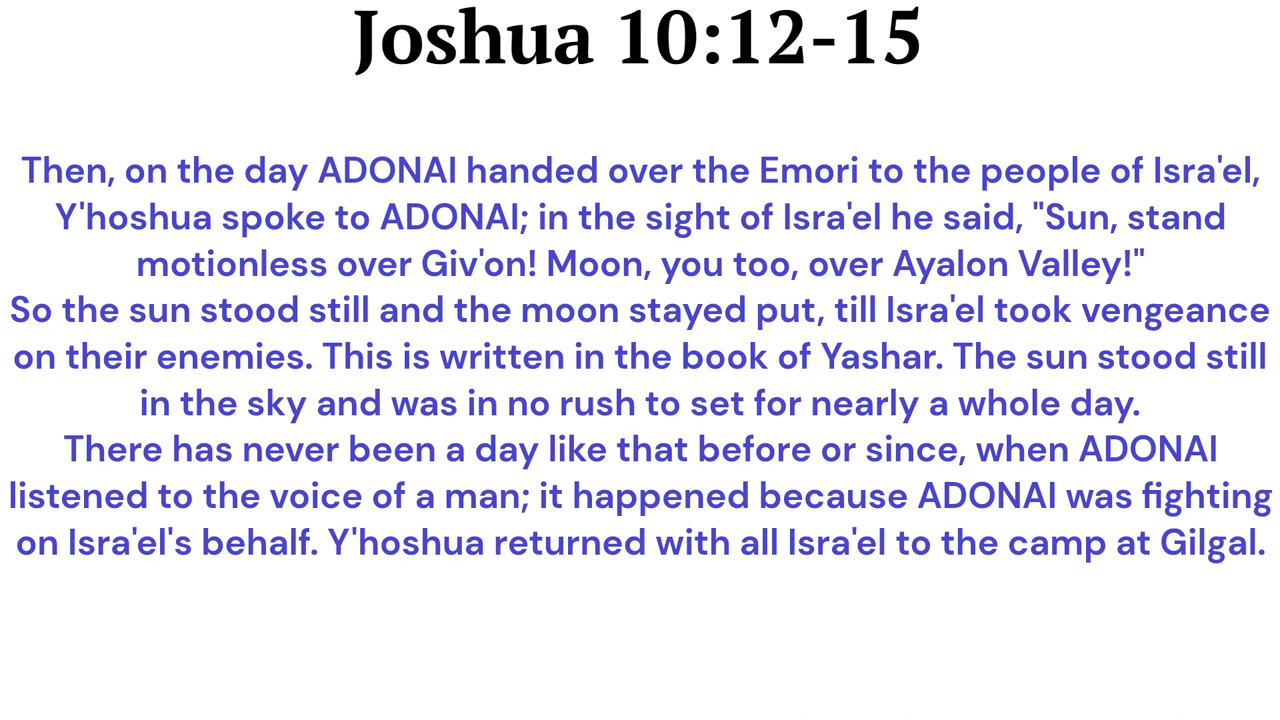 Joshua 10:12-15
Then, on the day ADONAI handed over the Emori to the people of Isra'el,
Y'hoshua spoke to ADONAI; in the sight of Isra'el he said, "Sun, stand
motionless over Giv'on! Moon, you too, over Ayalon Valley!"
So the sun stood still and the moon stayed put, till Isra'el took vengeance
on their enemies. This is written in the book of Yashar. The sun stood still
in the sky and was in no rush to set for nearly a whole day.
There has never been a day like that before or since, when ADONAI
listened to the voice of a man; it happened because ADONAI was fighting
on Isra'el's behalf. Y'hoshua returned with all Isra'el to the camp at Gilgal.